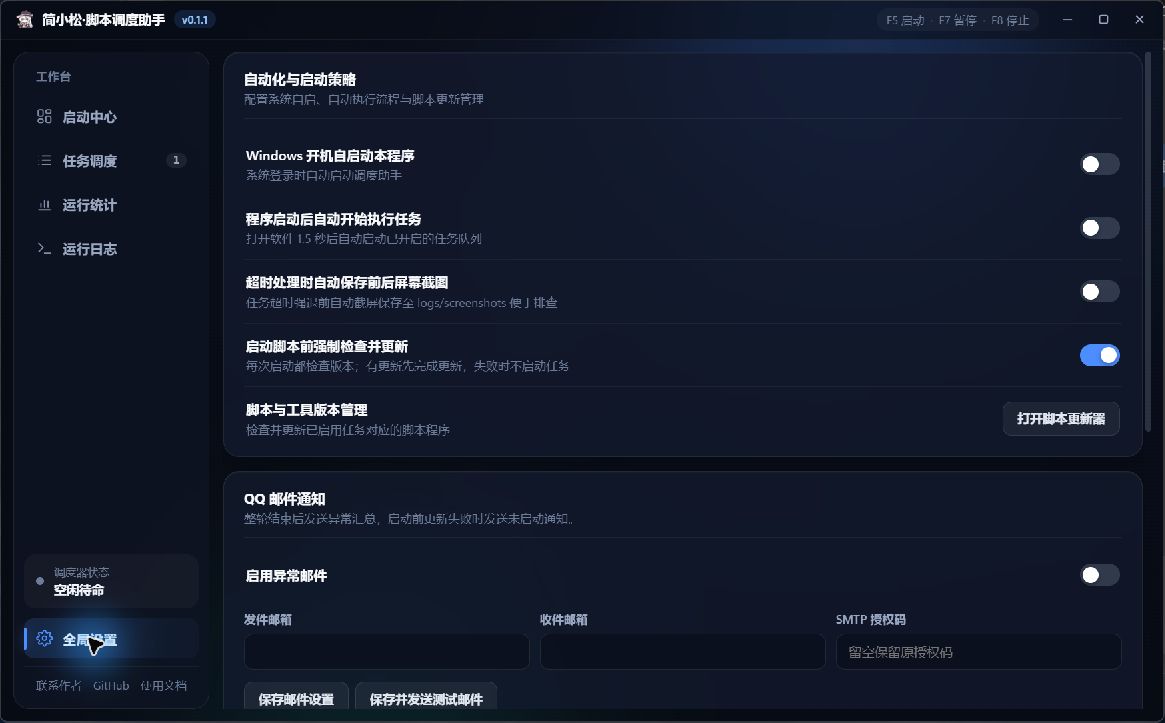 简小松·脚本调度助手 v0.1.1
F5 启动 · F7 暂停 · F8 停止
工作台
启动中心
任务调度 1
运行统计
运行日志
调度器状态
空闲待命
全局设置
联系作者 GitHub 使用文档
自动化与启动策略
配置系统自启、自动执行流程与脚本更新管理
Windows 开机自启动本程序
系统登录时自动启动调度助手
程序启动后自动开始执行任务
打开软件 1.5 秒后自动启动已开启的任务队列
超时处理时自动保存前后屏幕截图
任务超时强退前自动截屏保存至 logs/screenshots 便于排查
启动脚本前强制检查并更新
每次启动都检查版本；有更新先完成更新，失败时不启动任务
脚本与工具版本管理
检查并更新已启用任务对应的脚本程序
打开脚本更新器
QQ 邮件通知
整轮结束后发送异常汇总，启动前更新失败时发送未启动通知。
启用异常邮件
发件邮箱 收件邮箱 SMTP 授权码
留空保留原授权码
保存邮件设置 保存并发送测试邮件